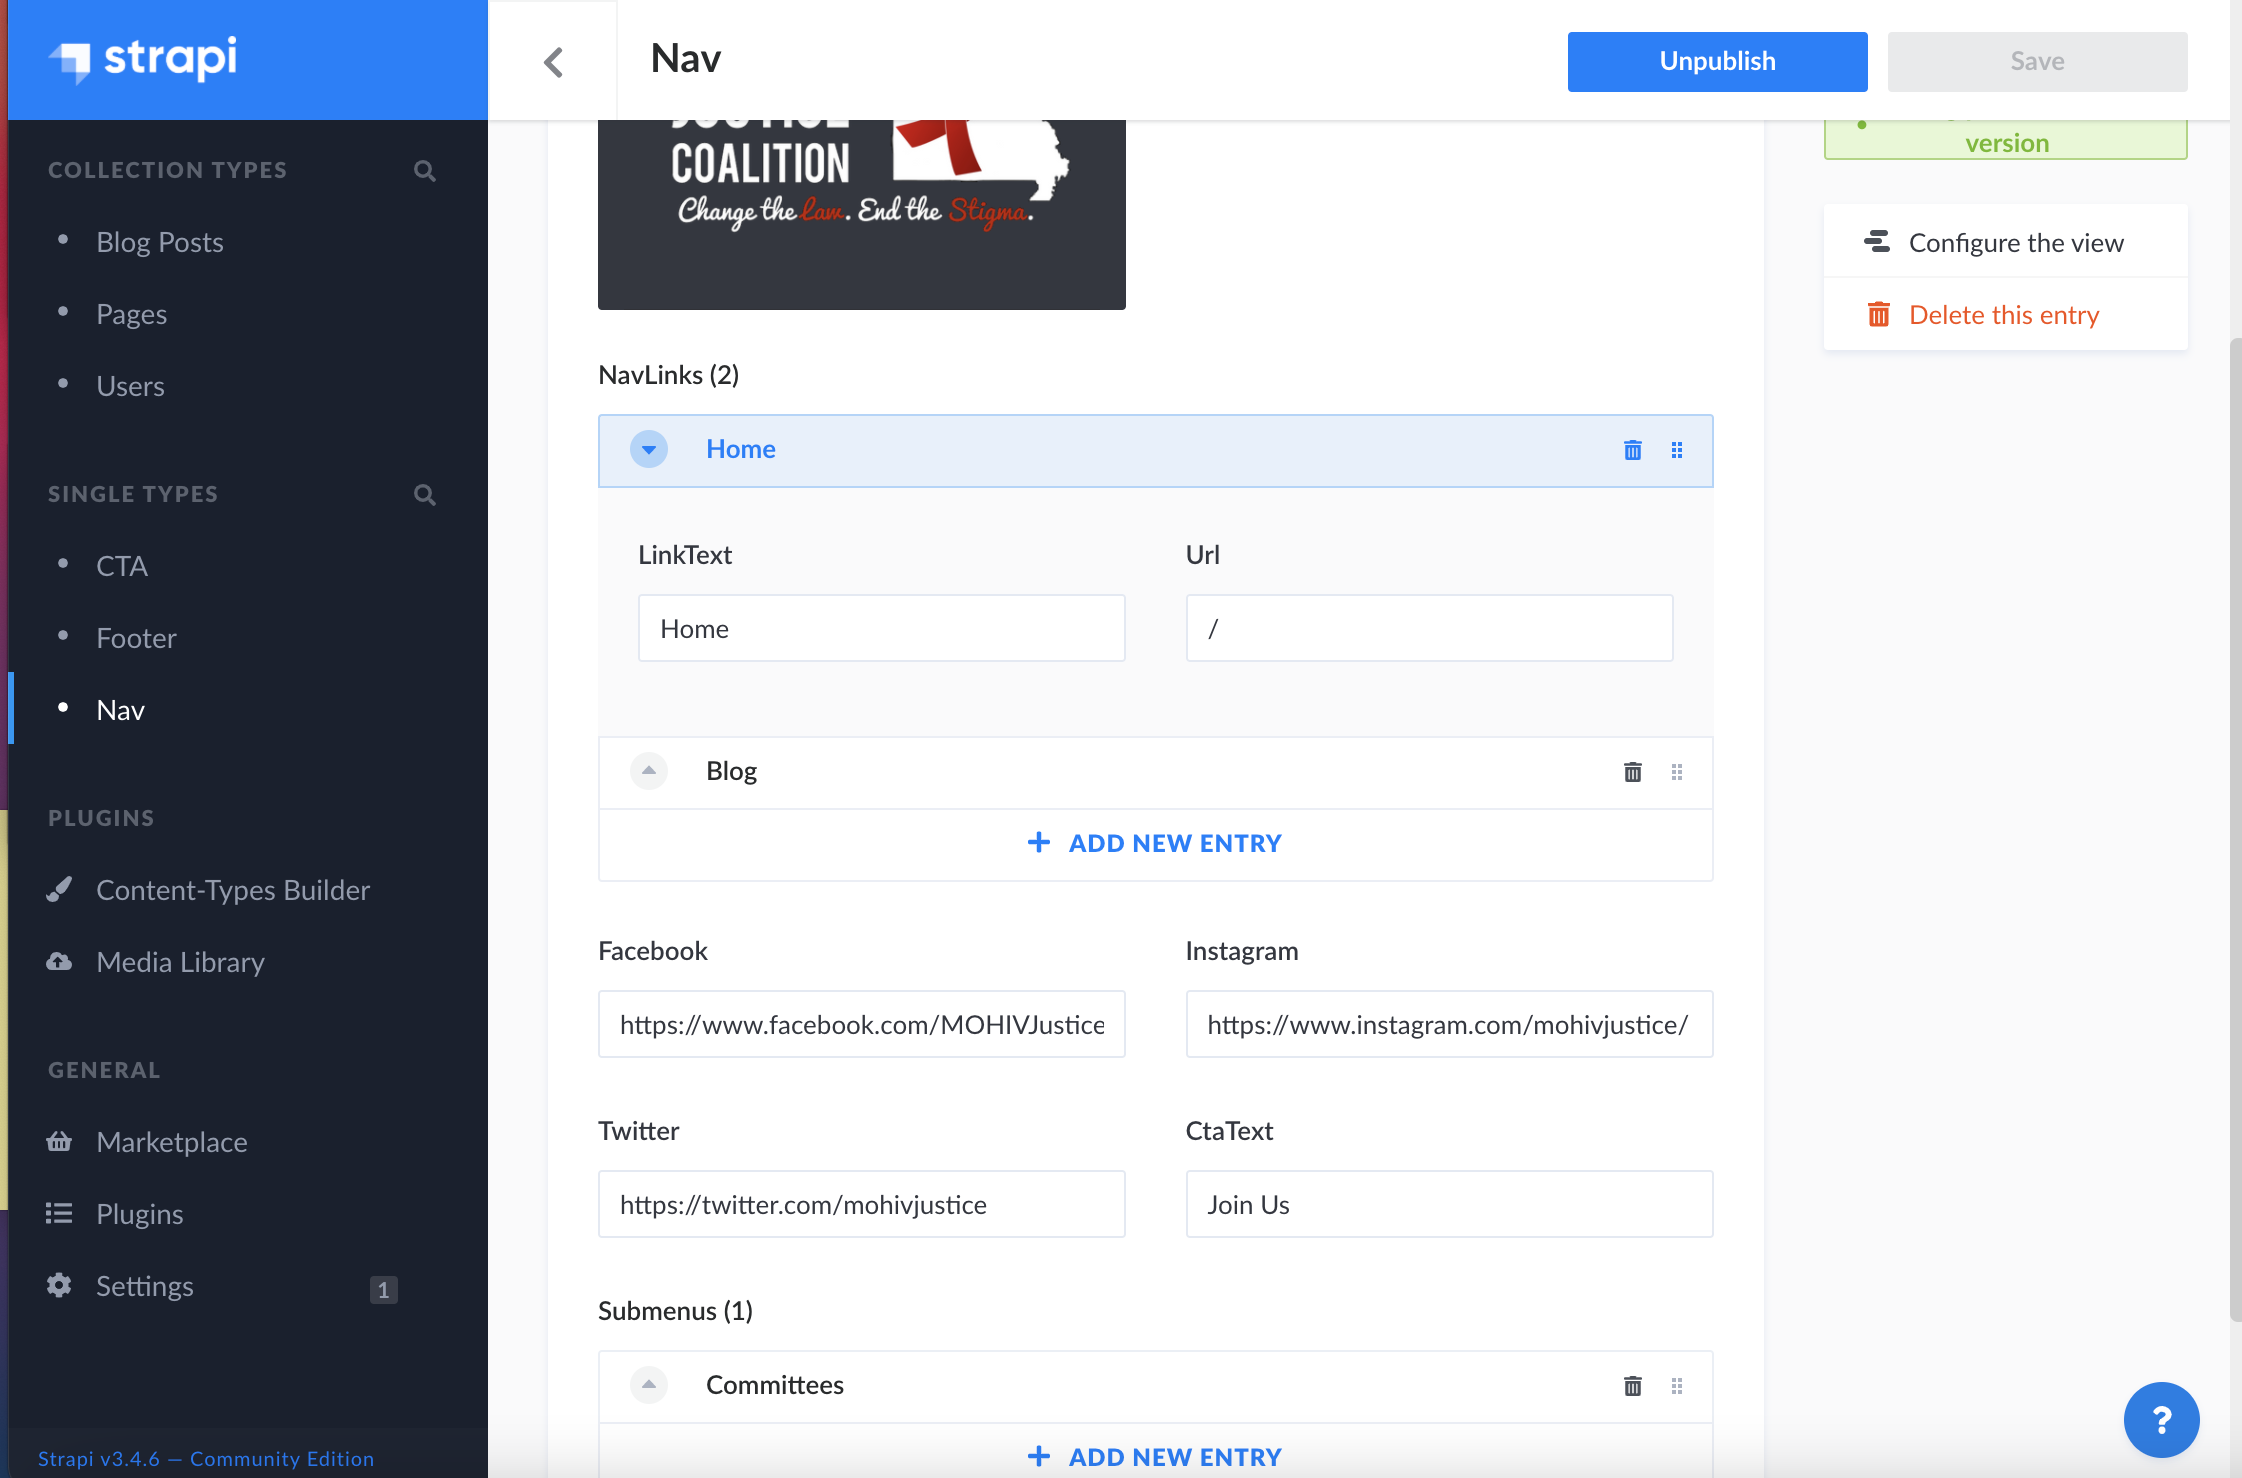 strapi
Nav
Unpublish
Save
COLLECTION TYPES
Blog Posts
Pages
Users
SINGLE TYPES
CTA
Footer
Nav
PLUGINS
Content-Types Builder
Media Library
GENERAL
Marketplace
Plugins
Settings
1
Strapi v3.4.6 — Community Edition
JUSTICE
COALITION
Change the Law. End the Stigma.
NavLinks (2)
Home
LinkText
Url
Home
/
Blog
ADD NEW ENTRY
Facebook
Instagram
https://www.facebook.com/MOHIVJustice
https://www.instagram.com/mohivjustice/
Twitter
CtaText
https://twitter.com/mohivjustice
Join Us
Submenus (1)
Committees
ADD NEW ENTRY
version
Configure the view
Delete this entry
?